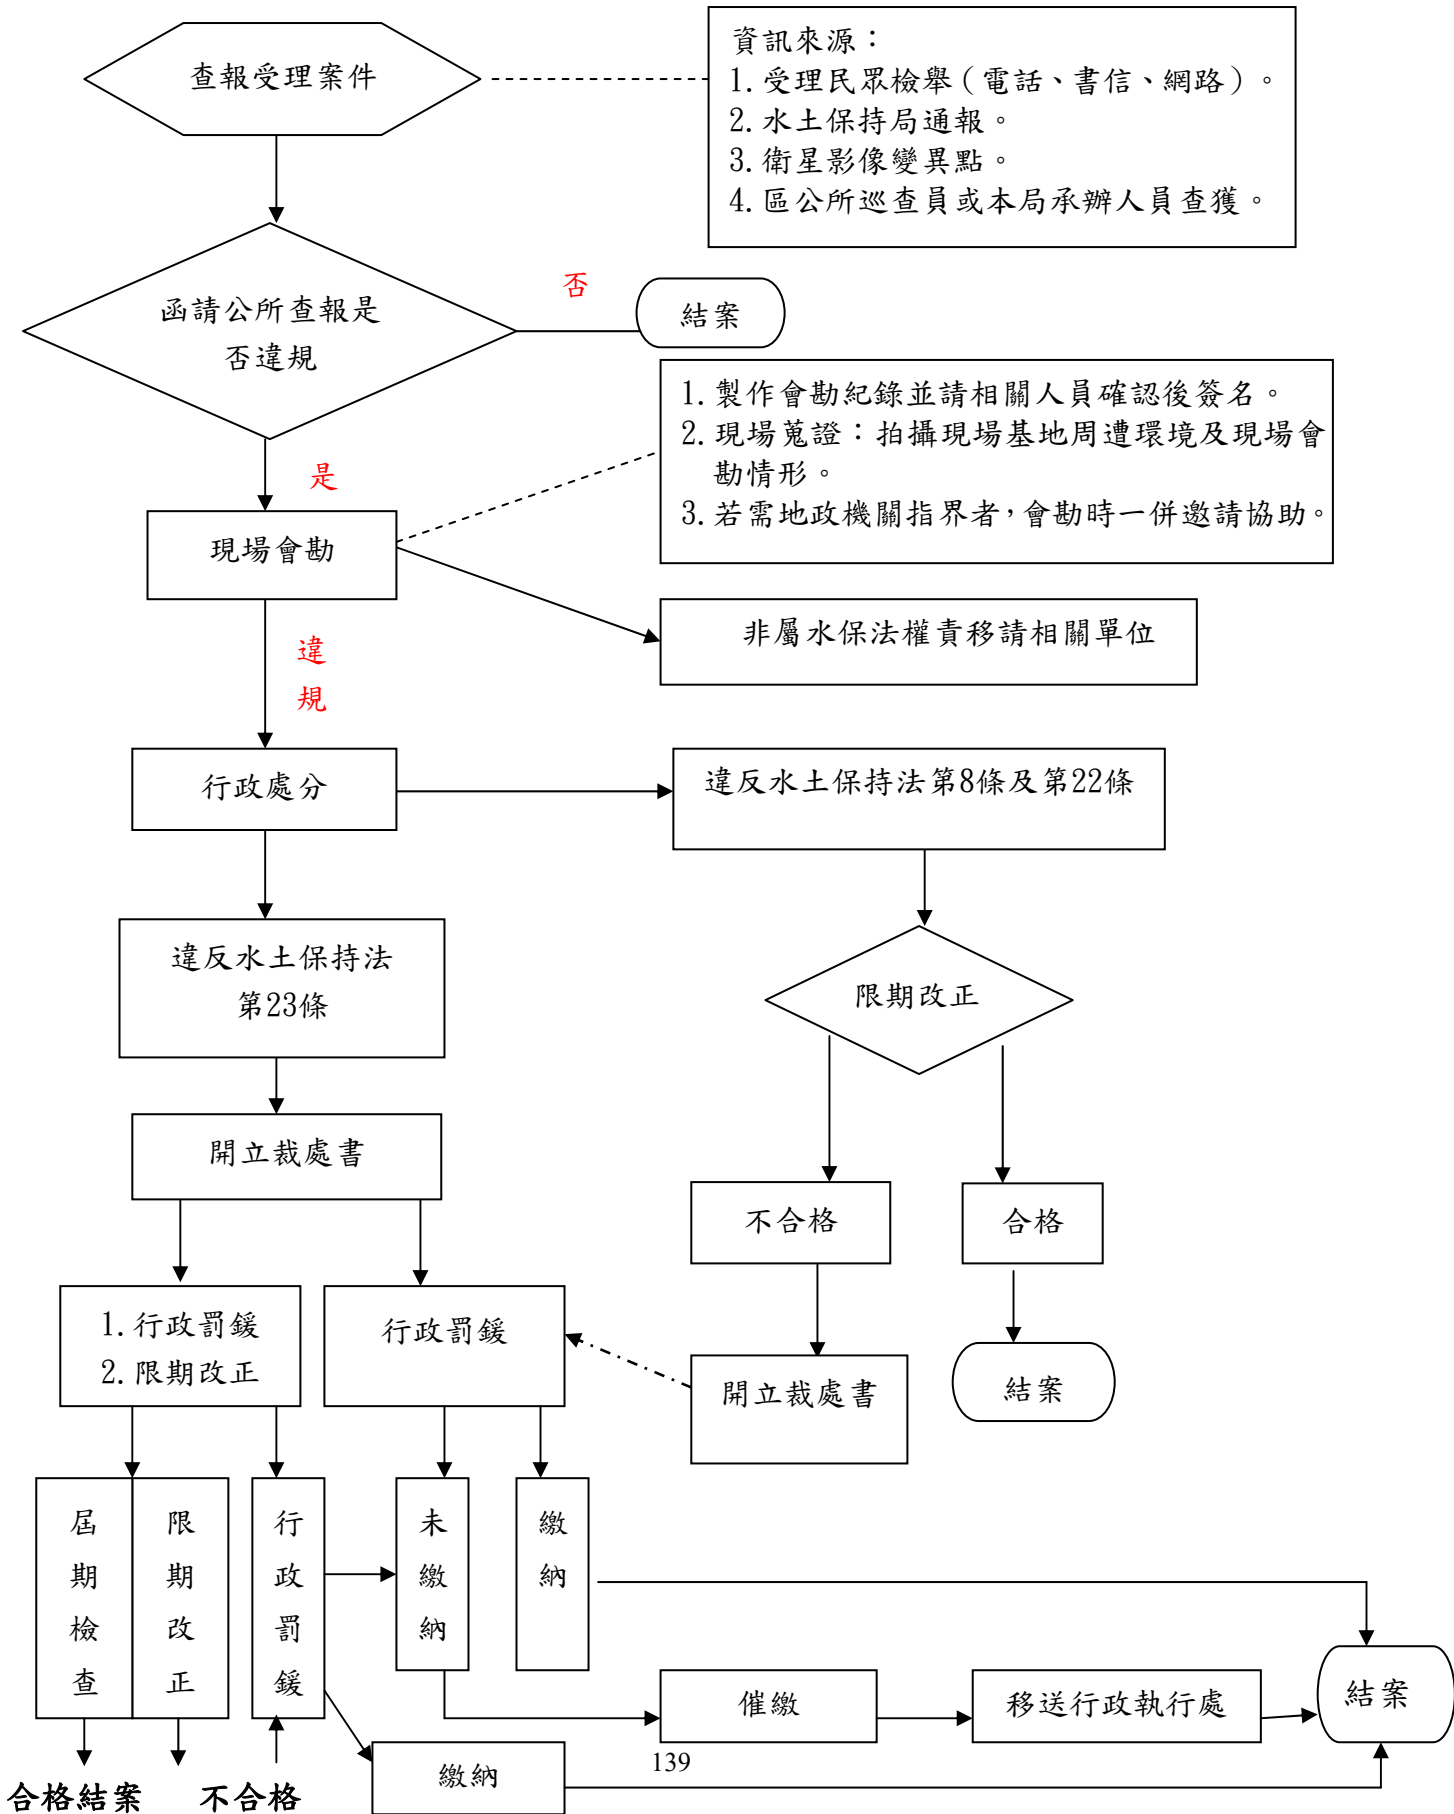 查報受理案件
資訊來源：
1. 受理民眾檢舉（電話、書信、網路）。
2. 水土保持局通報。
3. 衛星影像變異點。
4. 區公所巡查員或本局承辦人員查獲。
函請公所查報是
否違規
否
結案
是
1. 製作會勘紀錄並請相關人員確認後簽名。
2. 現場蒐證：拍攝現場基地周遭環境及現場會
勘情形。
3. 若需地政機關指界者，會勘時一併邀請協助。
現場會勘
非屬水保法權責移請相關單位
違
規
行政處分
違反水土保持法第8條及第22條
違反水土保持法
第23條
限期改正
開立裁處書
不合格
合格
1. 行政罰鍰
2. 限期改正
行政罰鍰
開立裁處書
結案
屆期檢查
限期改正
行政罰鍰
未繳納
繳納
催繳
移送行政執行處
結案
繳納
合格結案
不合格
139